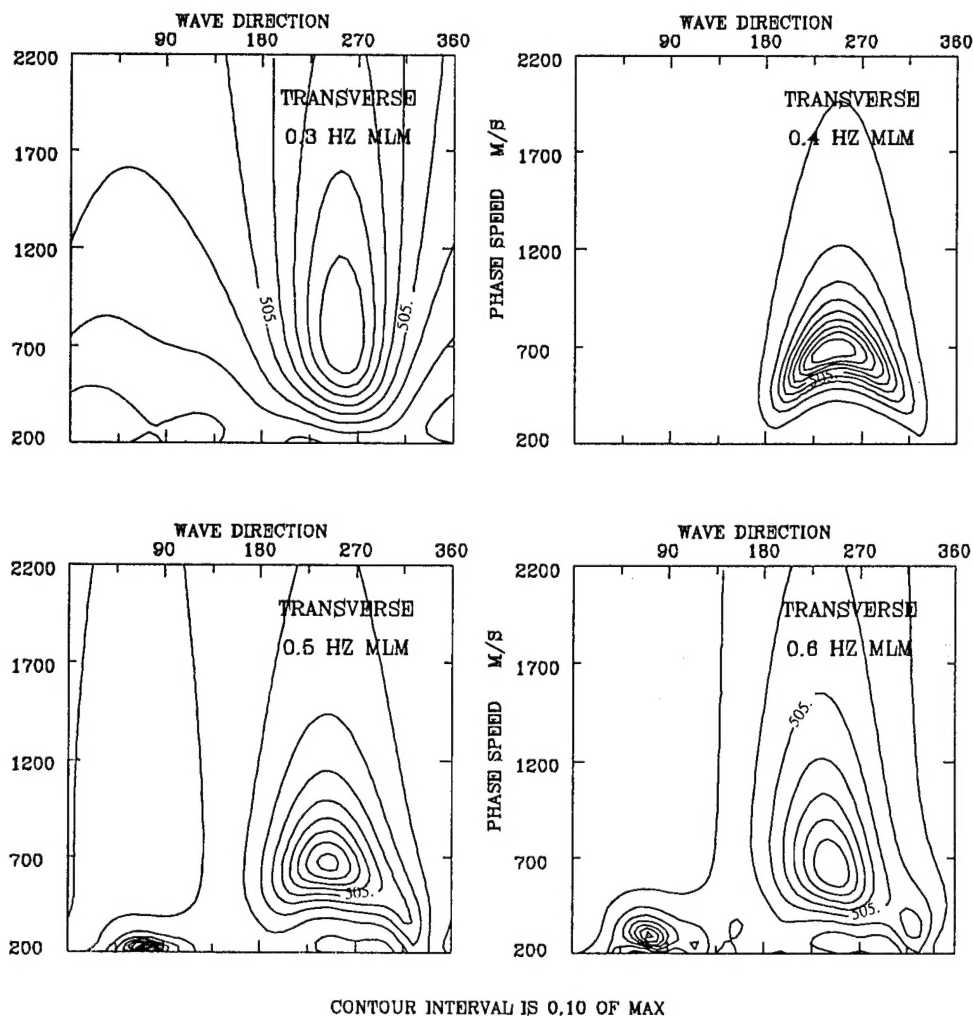 WAVE DIRECTION
90 180 270 360
2200
1700
1200
700
200
TRANSVERSE
0.3 HZ MLM
505.
505.
WAVE DIRECTION
90 180 270 360
2200
1700
1200
700
200
PHASE SPEED M/S
TRANSVERSE
0.4 HZ MLM
505.
WAVE DIRECTION
90 180 270 360
2200
1700
1200
700
200
TRANSVERSE
0.5 HZ MLM
505.
WAVE DIRECTION
90 180 270 360
2200
1700
1200
700
200
PHASE SPEED M/S
TRANSVERSE
0.6 HZ MLM
505.
505.
CONTOUR INTERVAL IS 0.10 OF MAX